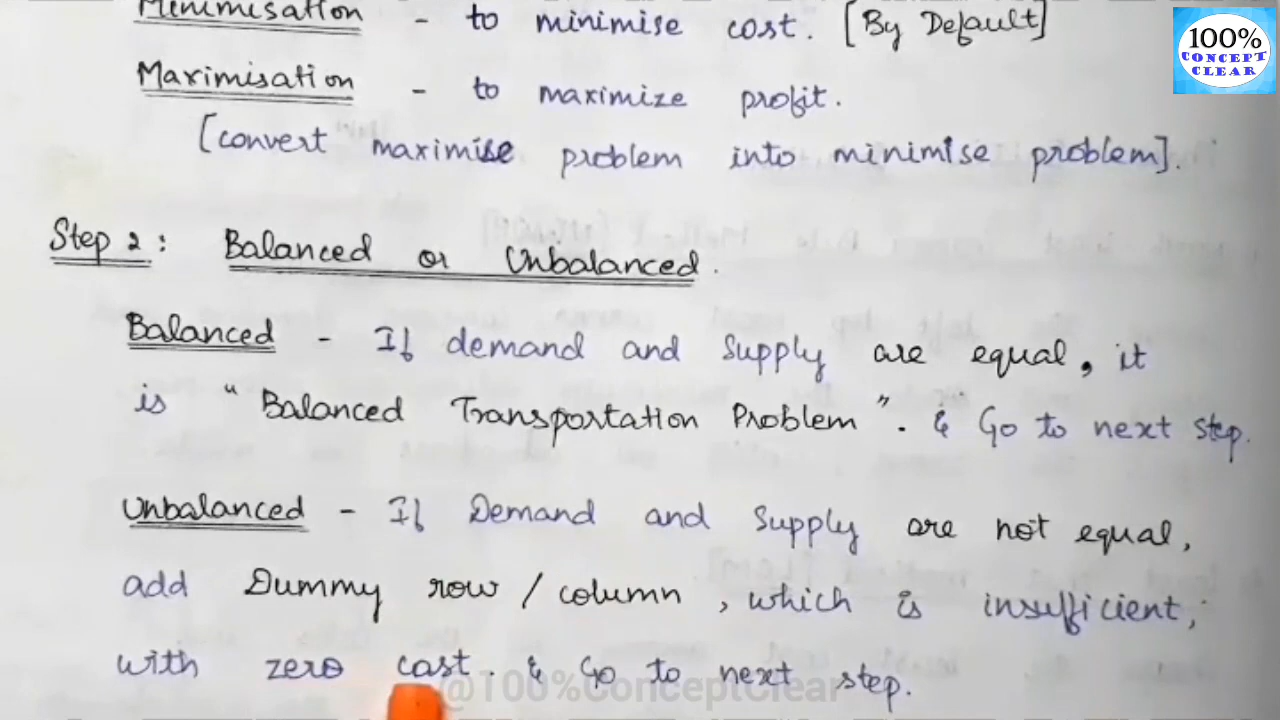 Minimisation - to minimise cost. [By Default]
100%
CONCEPT
CLEAR
Maximisation - to maximize profit.
[convert maximise problem into minimise problem].
Step 2: Balanced or Unbalanced.
Balanced - If demand and supply are equal, it
is "Balanced Transportation Problem". & Go to next step.
Unbalanced - If Demand and Supply are not equal,
add Dummy row / column, which is insufficient,
with zero cost. & Go to next step.
@100%ConceptClear